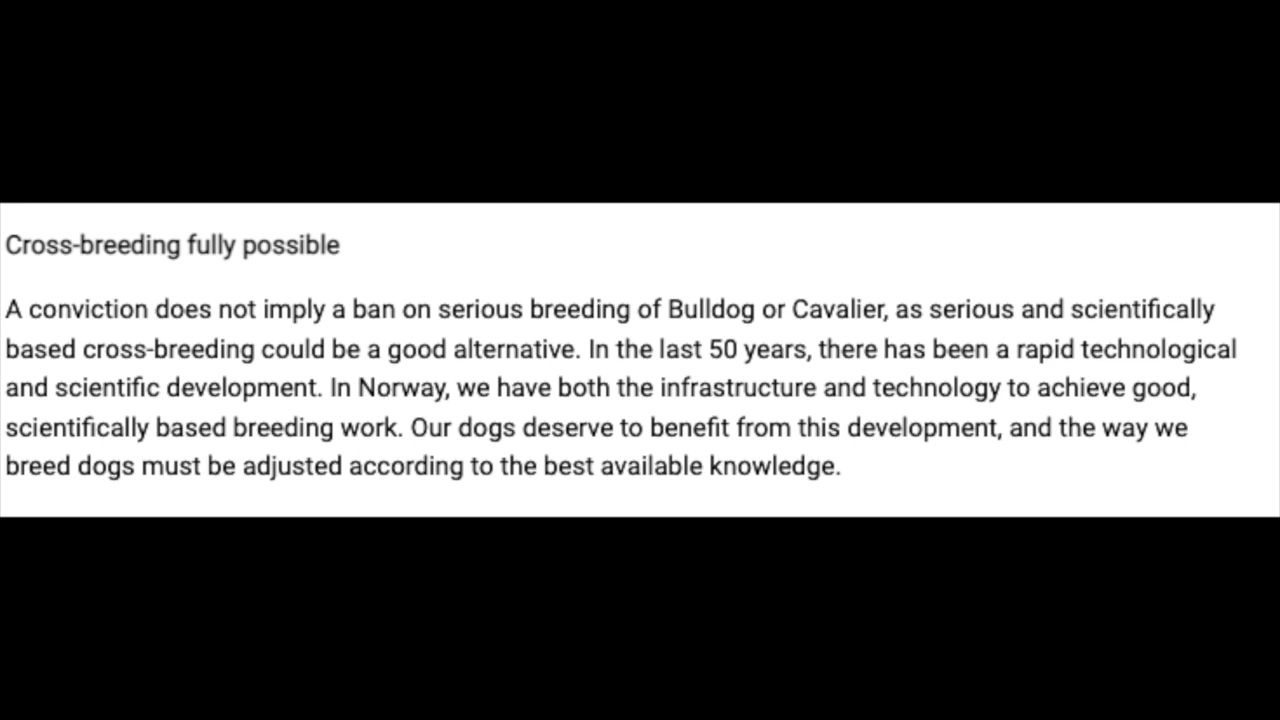 Cross-breeding fully possible
A conviction does not imply a ban on serious breeding of Bulldog or Cavalier, as serious and scientifically
based cross-breeding could be a good alternative. In the last 50 years, there has been a rapid technological
and scientific development. In Norway, we have both the infrastructure and technology to achieve good,
scientifically based breeding work. Our dogs deserve to benefit from this development, and the way we
breed dogs must be adjusted according to the best available knowledge.